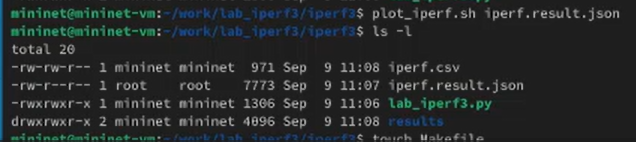 mininet@mininet-vm:~/work/lab_iperf3/iperf3$ plot_iperf.sh iperf.result.json
mininet@mininet-vm:~/work/lab_iperf3/iperf3$ ls -l
total 20
-rw-rw-r-- 1 mininet mininet  971 Sep  9 11:08 iperf.csv
-rw-r--r-- 1 root    root    7773 Sep  9 11:07 iperf.result.json
-rwxrwxr-x 1 mininet mininet 1306 Sep  9 11:06 lab_iperf3.py
drwxrwxr-x 2 mininet mininet 4096 Sep  9 11:08 results
mininet@mininet-vm:~/work/lab_iperf3/iperf3$ touch Makefile